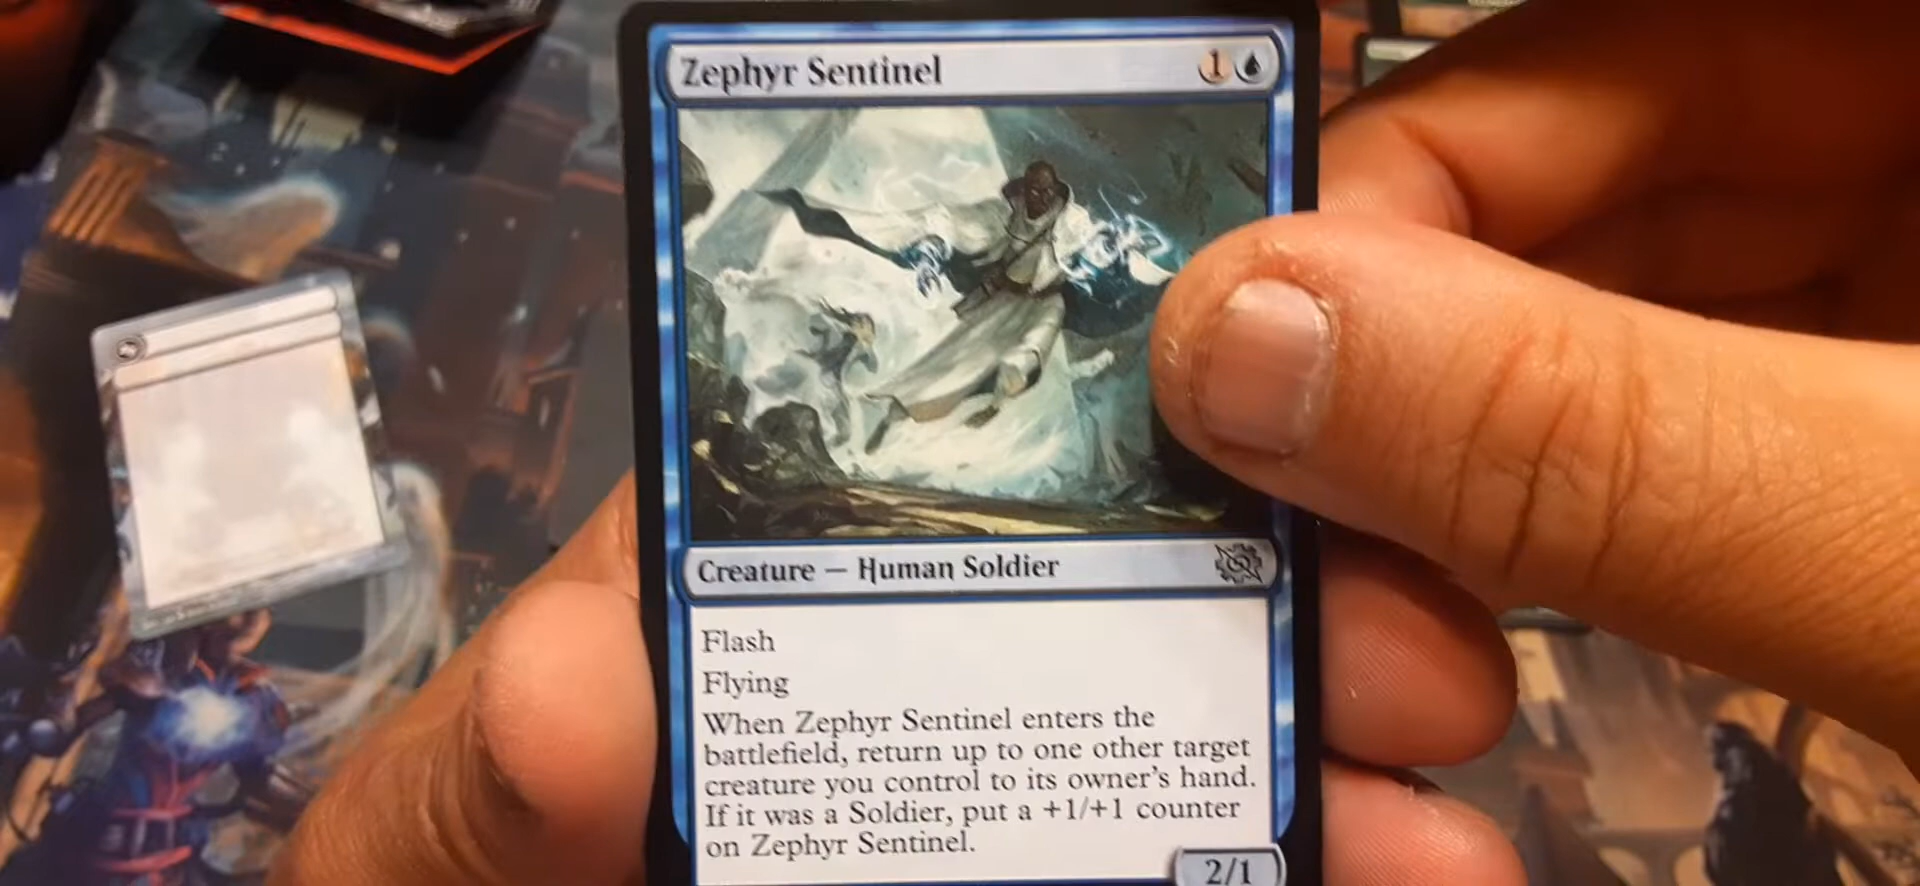 Zephyr Sentinel 1
Creature — Human Soldier
Flash
Flying
When Zephyr Sentinel enters the
battlefield, return up to one other target
creature you control to its owner's hand.
If it was a Soldier, put a +1/+1 counter
on Zephyr Sentinel.
2/1